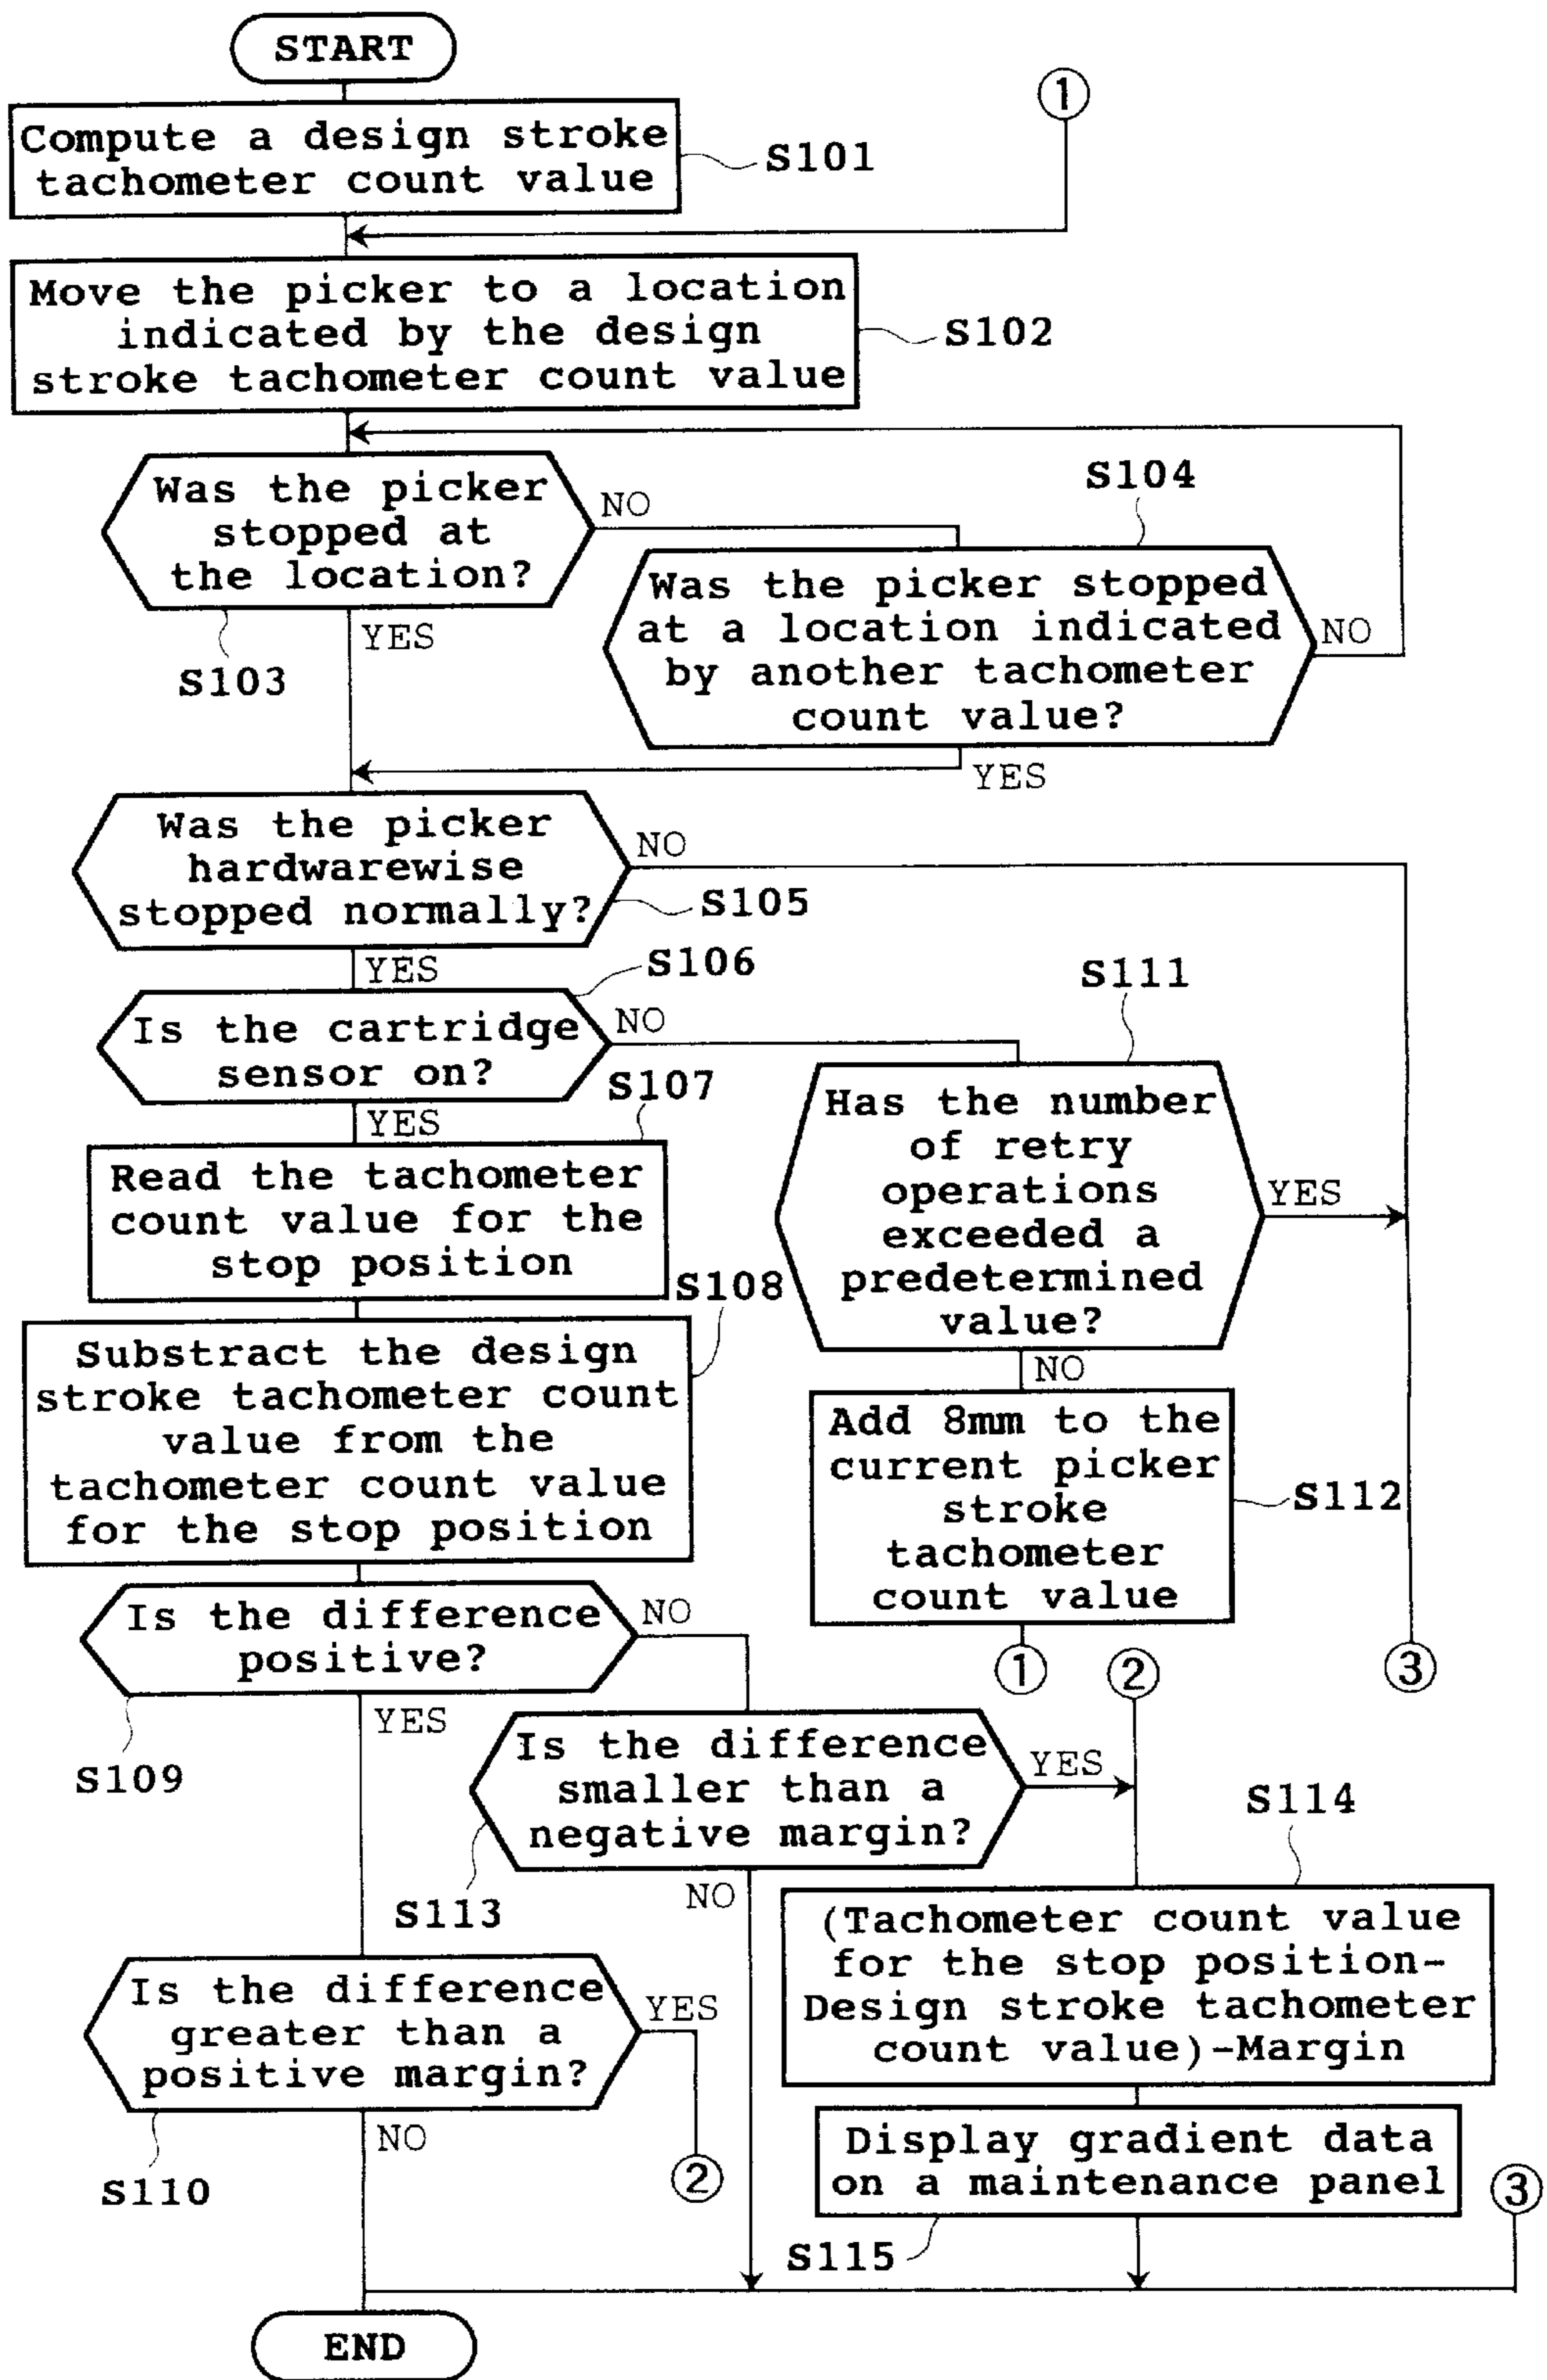 START
①
Compute a design stroke
tachometer count value
S101
Move the picker to a location
indicated by the design
stroke tachometer count value
S102
Was the picker
stopped at
the location?
NO
YES
S103
S104
Was the picker stopped
at a location indicated
by another tachometer
count value?
NO
YES
Was the picker
hardwarewise
stopped normally?
NO
S105
YES
S106
Is the cartridge
sensor on?
NO
YES
S107
Read the tachometer
count value for the
stop position
S111
Has the number
of retry
operations
exceeded a
predetermined
value?
YES
NO
S108
Substract the design
stroke tachometer count
value from the
tachometer count value
for the stop position
Add 8mm to the
current picker
stroke
tachometer
count value
S112
①
②
③
Is the difference
positive?
NO
YES
S109
Is the difference
smaller than a
negative margin?
YES
NO
S113
S114
(Tachometer count value
for the stop position-
Design stroke tachometer
count value)-Margin
Is the difference
greater than a
positive margin?
YES
NO
S110
②
Display gradient data
on a maintenance panel
S115
③
END